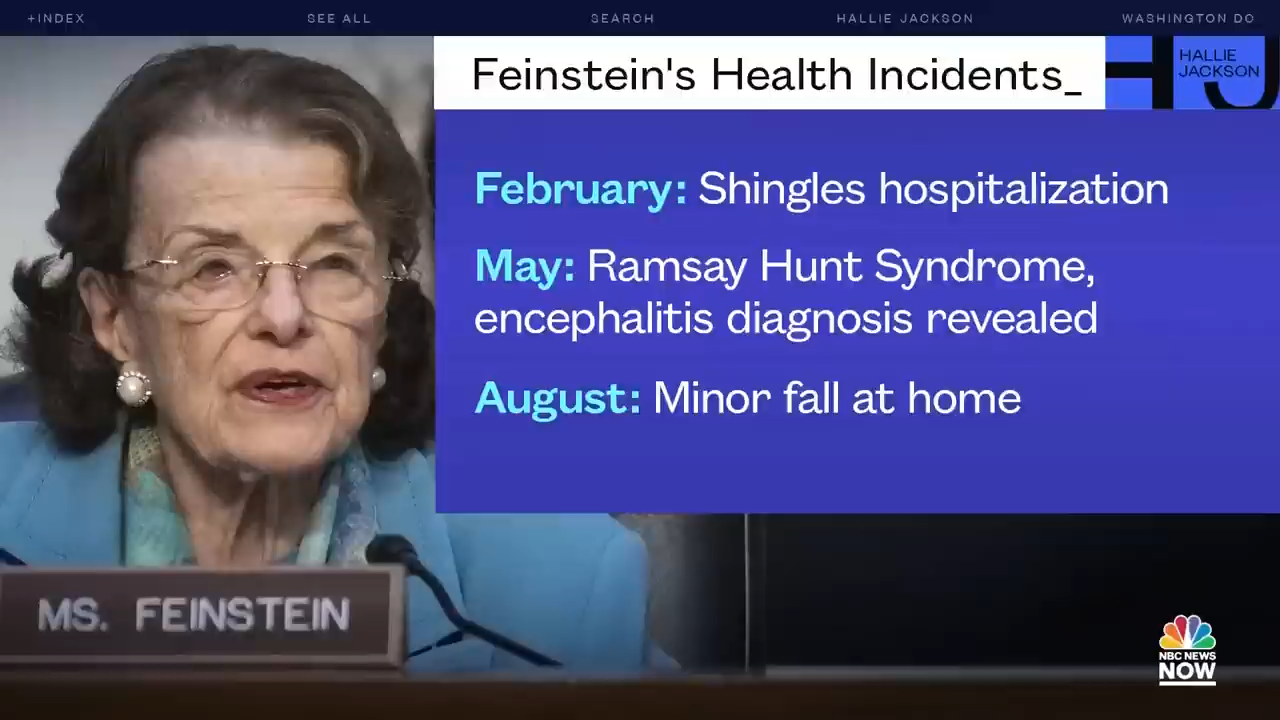 +INDEX
SEE ALL
SEARCH
HALLIE JACKSON
WASHINGTON DO
Feinstein's Health Incidents_
HALLIE
JACKSON
February: Shingles hospitalization
May: Ramsay Hunt Syndrome,
encephalitis diagnosis revealed
August: Minor fall at home
MS. FEINSTEIN
NBC NEWS
NOW